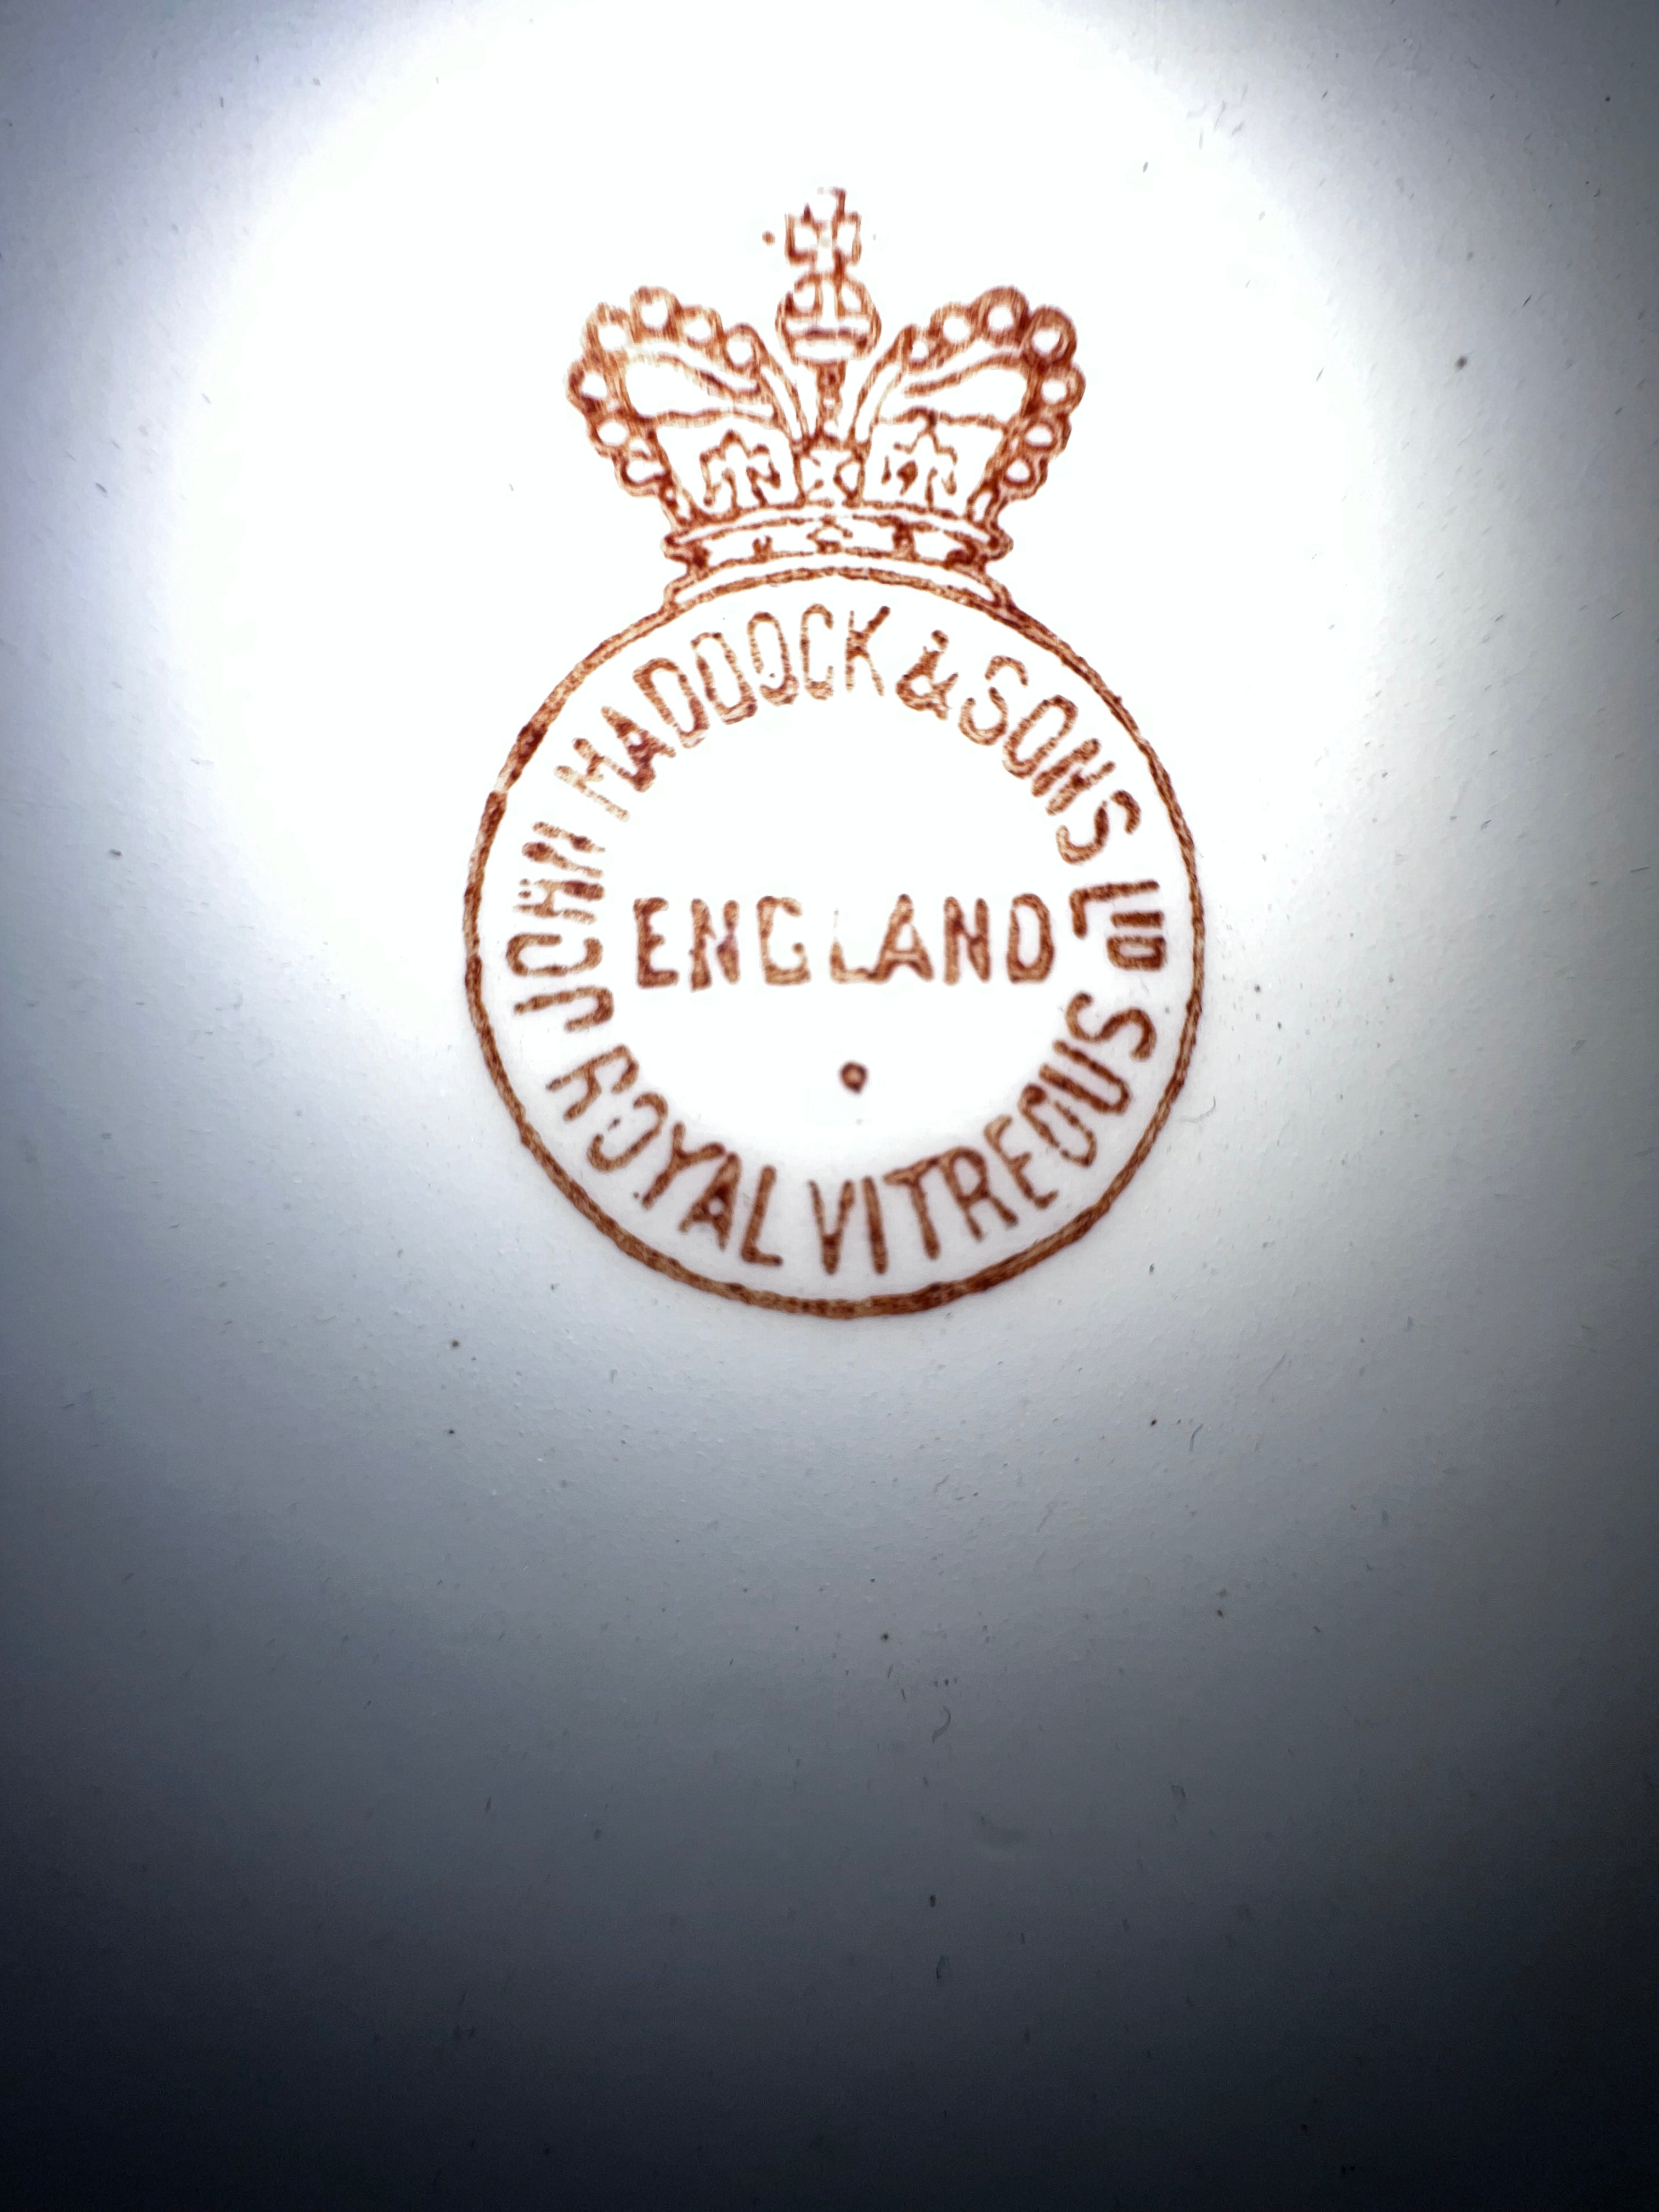 JOHN MADDOCK & SONS LTD
ENGLAND
ROYAL VITREOUS